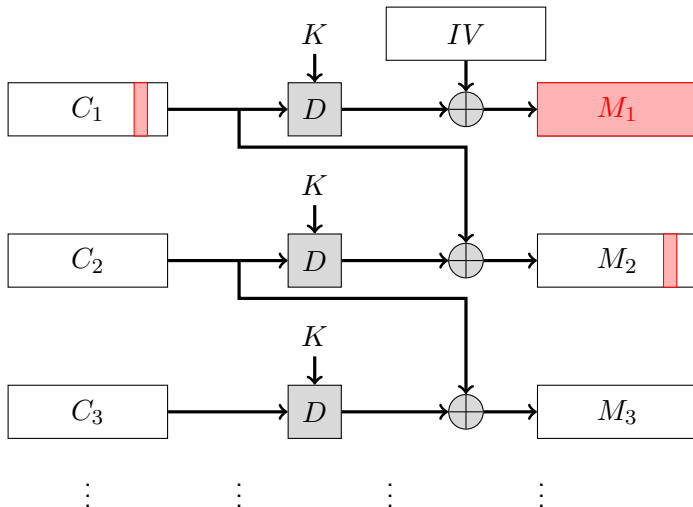 K IV
C₁ D M₁
K
C₂ D M₂
K
C₃ D M₃
⋮ ⋮ ⋮ ⋮